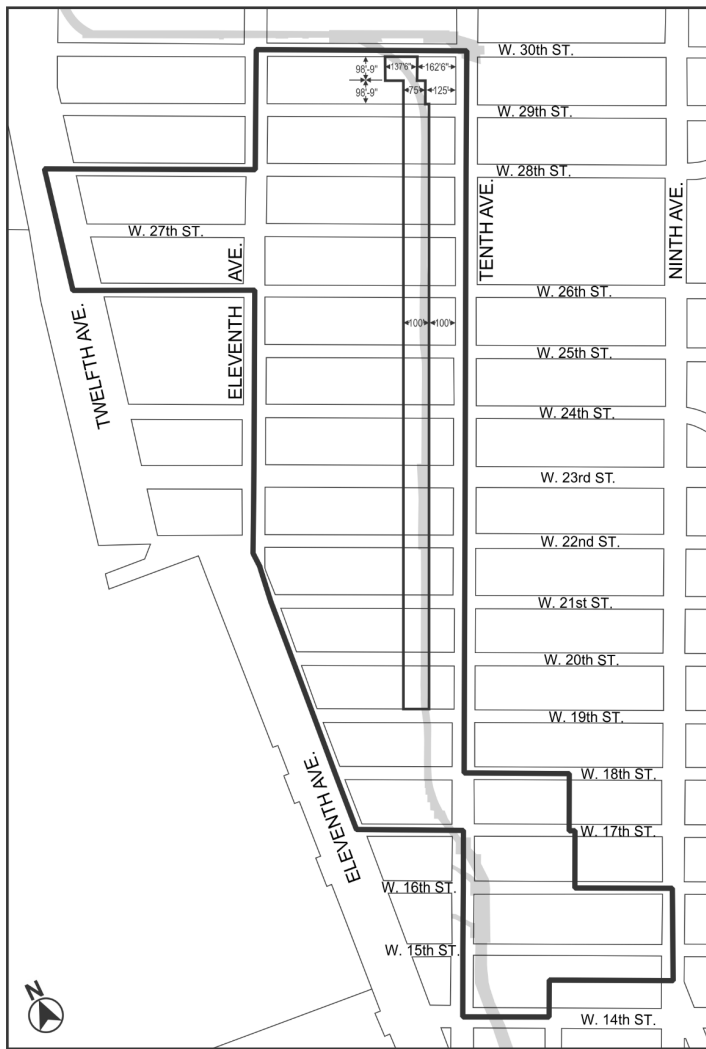 W. 30th ST.
98'-9"
137'6"
162'6"
98'-9"
75'
125'
W. 29th ST.
W. 28th ST.
TENTH AVE.
NINTH AVE.
W. 27th ST.
ELEVENTH AVE.
W. 26th ST.
TWELFTH AVE.
100'
100'
W. 25th ST.
W. 24th ST.
W. 23rd ST.
W. 22nd ST.
W. 21st ST.
W. 20th ST.
W. 19th ST.
W. 18th ST.
ELEVENTH AVE.
W. 17th ST.
W. 16th ST.
W. 15th ST.
N
W. 14th ST.